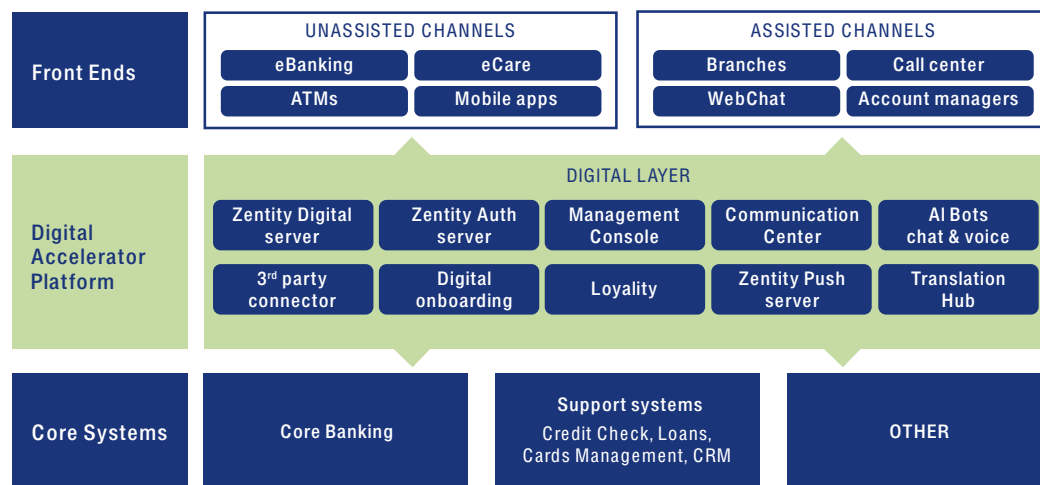 Front Ends
UNASSISTED CHANNELS
eBanking
eCare
ATMs
Mobile apps
ASSISTED CHANNELS
Branches
Call center
WebChat
Account managers
Digital
Accelerator
Platform
DIGITAL LAYER
Zentity Digital
server
Zentity Auth
server
Management
Console
Communication
Center
AI Bots
chat & voice
3rd party
connector
Digital
onboarding
Loyality
Zentity Push
server
Translation
Hub
Core Systems
Core Banking
Support systems
Credit Check, Loans,
Cards Management, CRM
OTHER